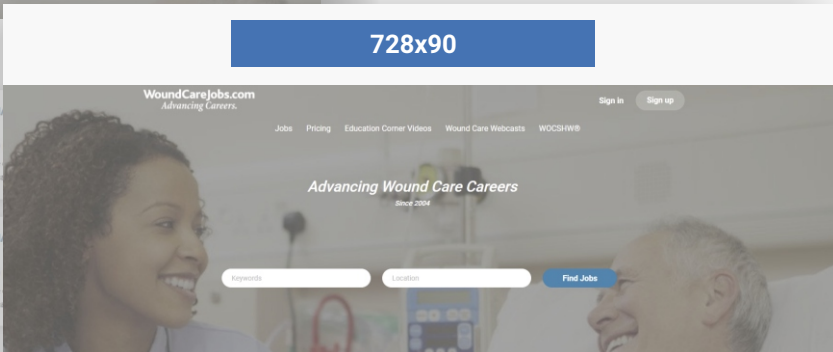 728x90
WoundCareJobs.com
Advancing Careers.
Sign in Sign up
Jobs Pricing Education Corner Videos Wound Care Webcasts WOCSHW®
Advancing Wound Care Careers
Since 2004
Keywords Location Find Jobs